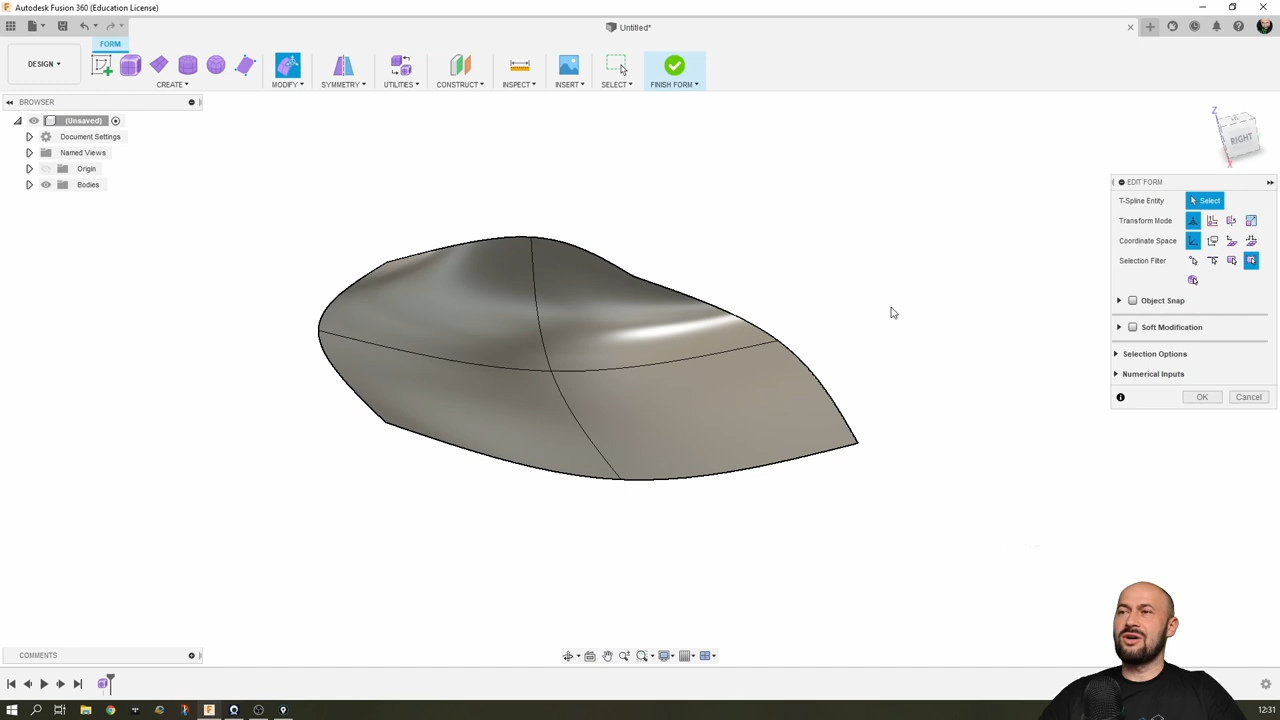 Autodesk Fusion 360 (Education License)
Untitled*
FORM
DESIGN
CREATE
MODIFY
SYMMETRY
UTILITIES
CONSTRUCT
INSPECT
INSERT
SELECT
FINISH FORM
BROWSER
(Unsaved)
Document Settings
Named Views
Origin
Bodies
Z
RIGHT
X
EDIT FORM
T-Spline Entity
Select
Transform Mode
Coordinate Space
Selection Filter
Object Snap
Soft Modification
Selection Options
Numerical Inputs
OK
Cancel
COMMENTS
12:31